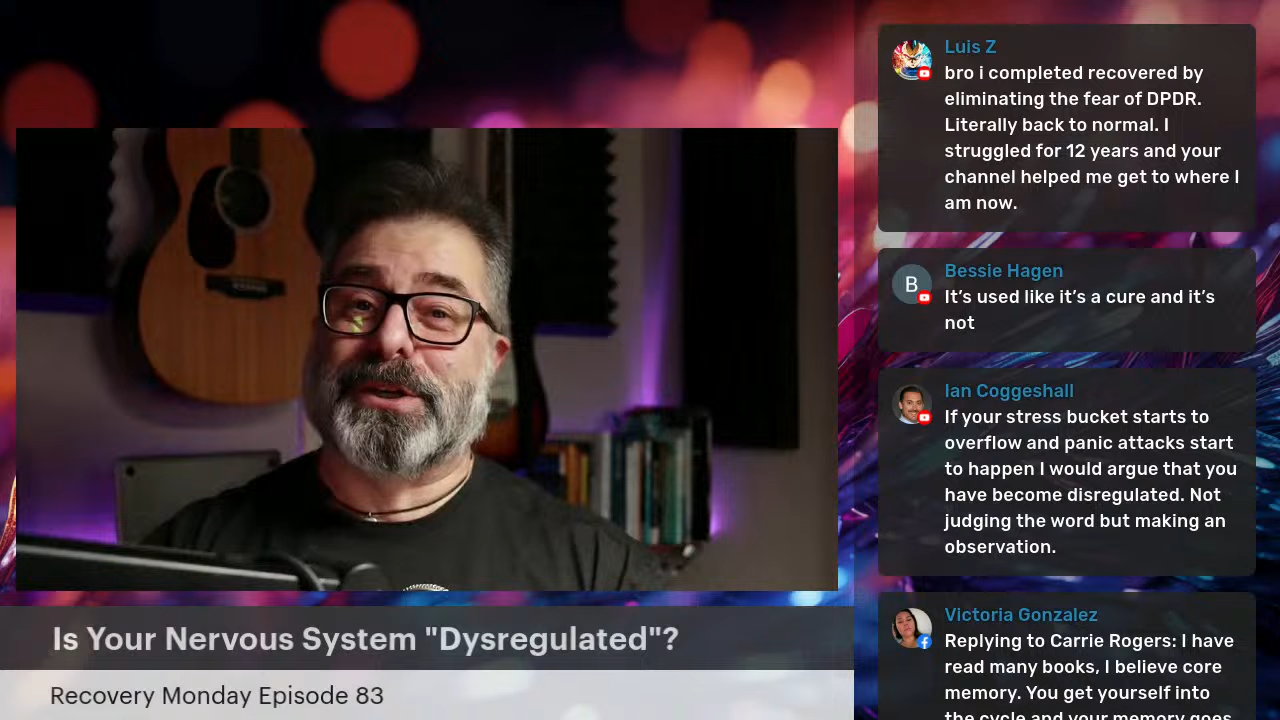 Is Your Nervous System "Dysregulated"?
Recovery Monday Episode 83
Luis Z
bro i completed recovered by
eliminating the fear of DPDR.
Literally back to normal. I
struggled for 12 years and your
channel helped me get to where I
am now.
B
Bessie Hagen
It's used like it's a cure and it's
not
Ian Coggeshall
If your stress bucket starts to
overflow and panic attacks start
to happen I would argue that you
have become disregulated. Not
judging the word but making an
observation.
Victoria Gonzalez
Replying to Carrie Rogers: I have
read many books, I believe core
memory. You get yourself into
the cycle and your memory goes